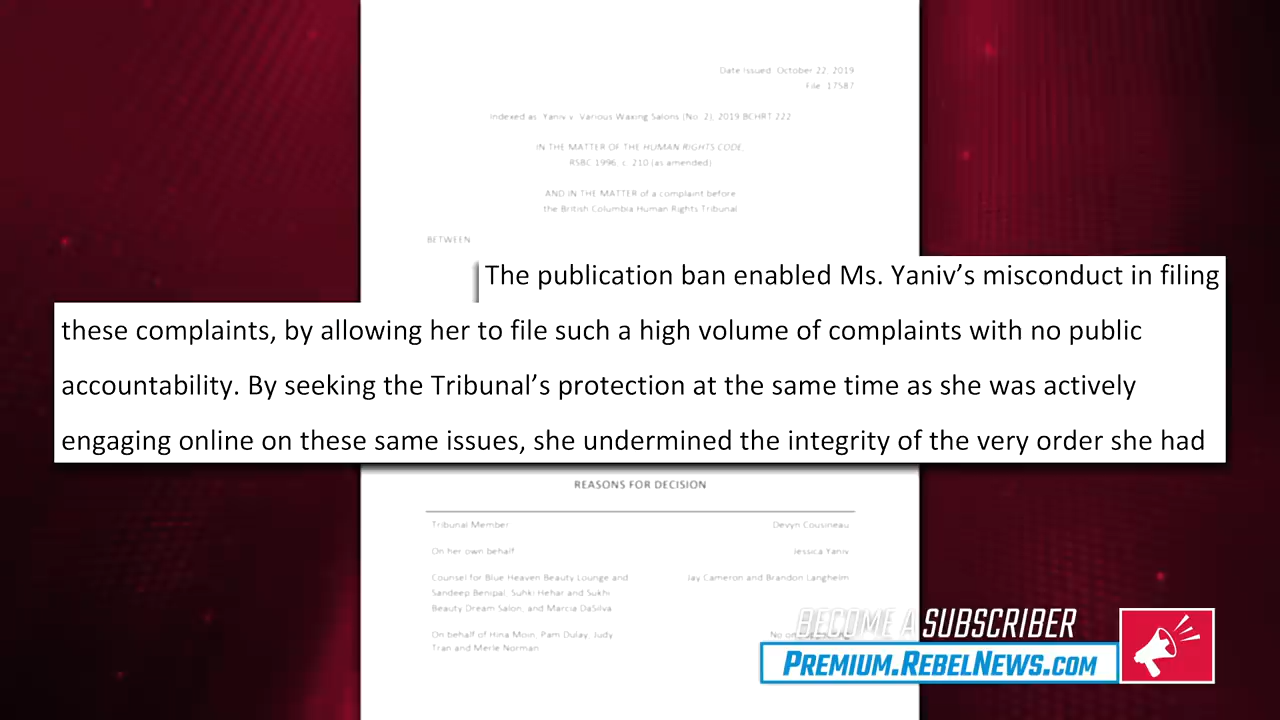 Date Issued: October 22, 2019
File: 17587
Indexed as: Yaniv v. Various Waxing Salons (No. 2), 2019 BCHRT 222
IN THE MATTER OF THE HUMAN RIGHTS CODE,
RSBC 1996, c. 210 (as amended)
AND IN THE MATTER of a complaint before
the British Columbia Human Rights Tribunal
BETWEEN
The publication ban enabled Ms. Yaniv’s misconduct in filing
these complaints, by allowing her to file such a high volume of complaints with no public
accountability. By seeking the Tribunal’s protection at the same time as she was actively
engaging online on these same issues, she undermined the integrity of the very order she had
REASONS FOR DECISION
Tribunal Member Devyn Cousineau
On her own behalf Jessica Yaniv
Counsel for Blue Heaven Beauty Lounge and Jay Cameron and Brandon Langhelm
Sandeep Benipal, Suhki Hehar and Sukhi
Beauty Dream Salon, and Marcia DaSilva
On behalf of Hina Moin, Pam Dulay, Judy No
Tran and Merle Norman
BECOME A SUBSCRIBER
PREMIUM.REBELNEWS.COM